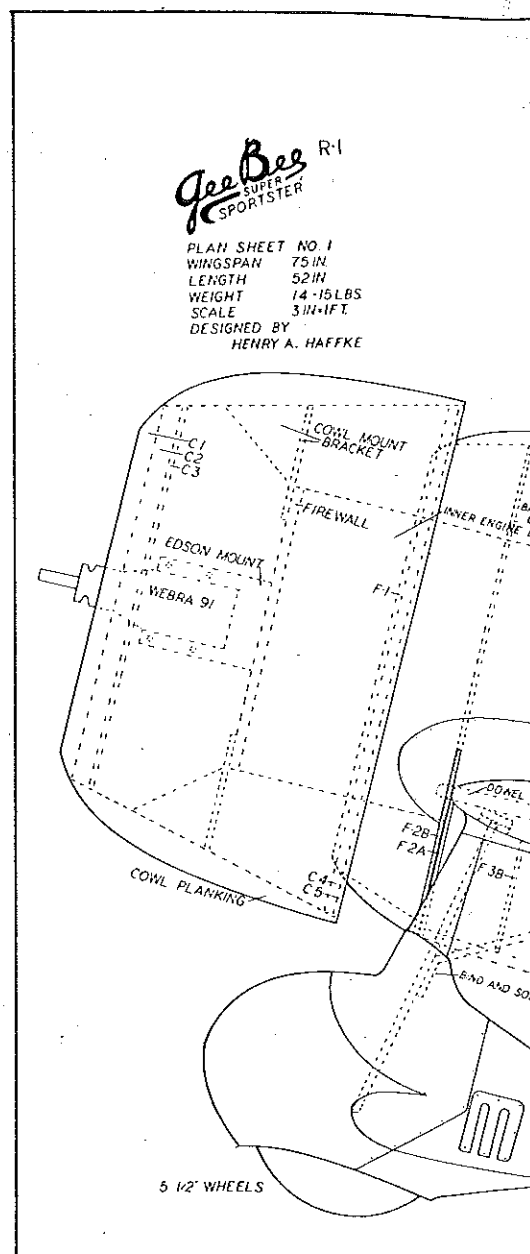 Gee Bee R-1
SUPER
SPORTSTER
PLAN SHEET NO. 1
WINGSPAN 75 IN.
LENGTH 52 IN.
WEIGHT 14-15 LBS.
SCALE 3 IN=1 FT.
DESIGNED BY
HENRY A. HAFFKE
C1
C2
C3
COWL MOUNT
BRACKET
FIREWALL
INNER ENGINE
EDSON MOUNT
WEBRA 91
F-1
DOWEL
F2B
F2A
F3B
C4
C5
COWL PLANKING
BIND AND
5 1/2" WHEELS